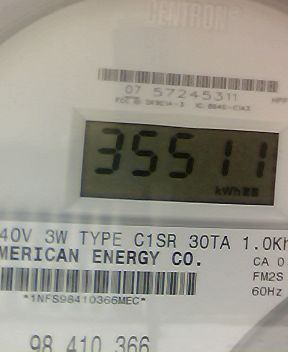 CENTRON
07 57245311
35511
kWh
40V 3W TYPE C1SR 30TA 1.0Kh
MERICAN ENERGY CO.
CA 0
FM2S
*1NFS98410366MEC*
60Hz
98 410 366